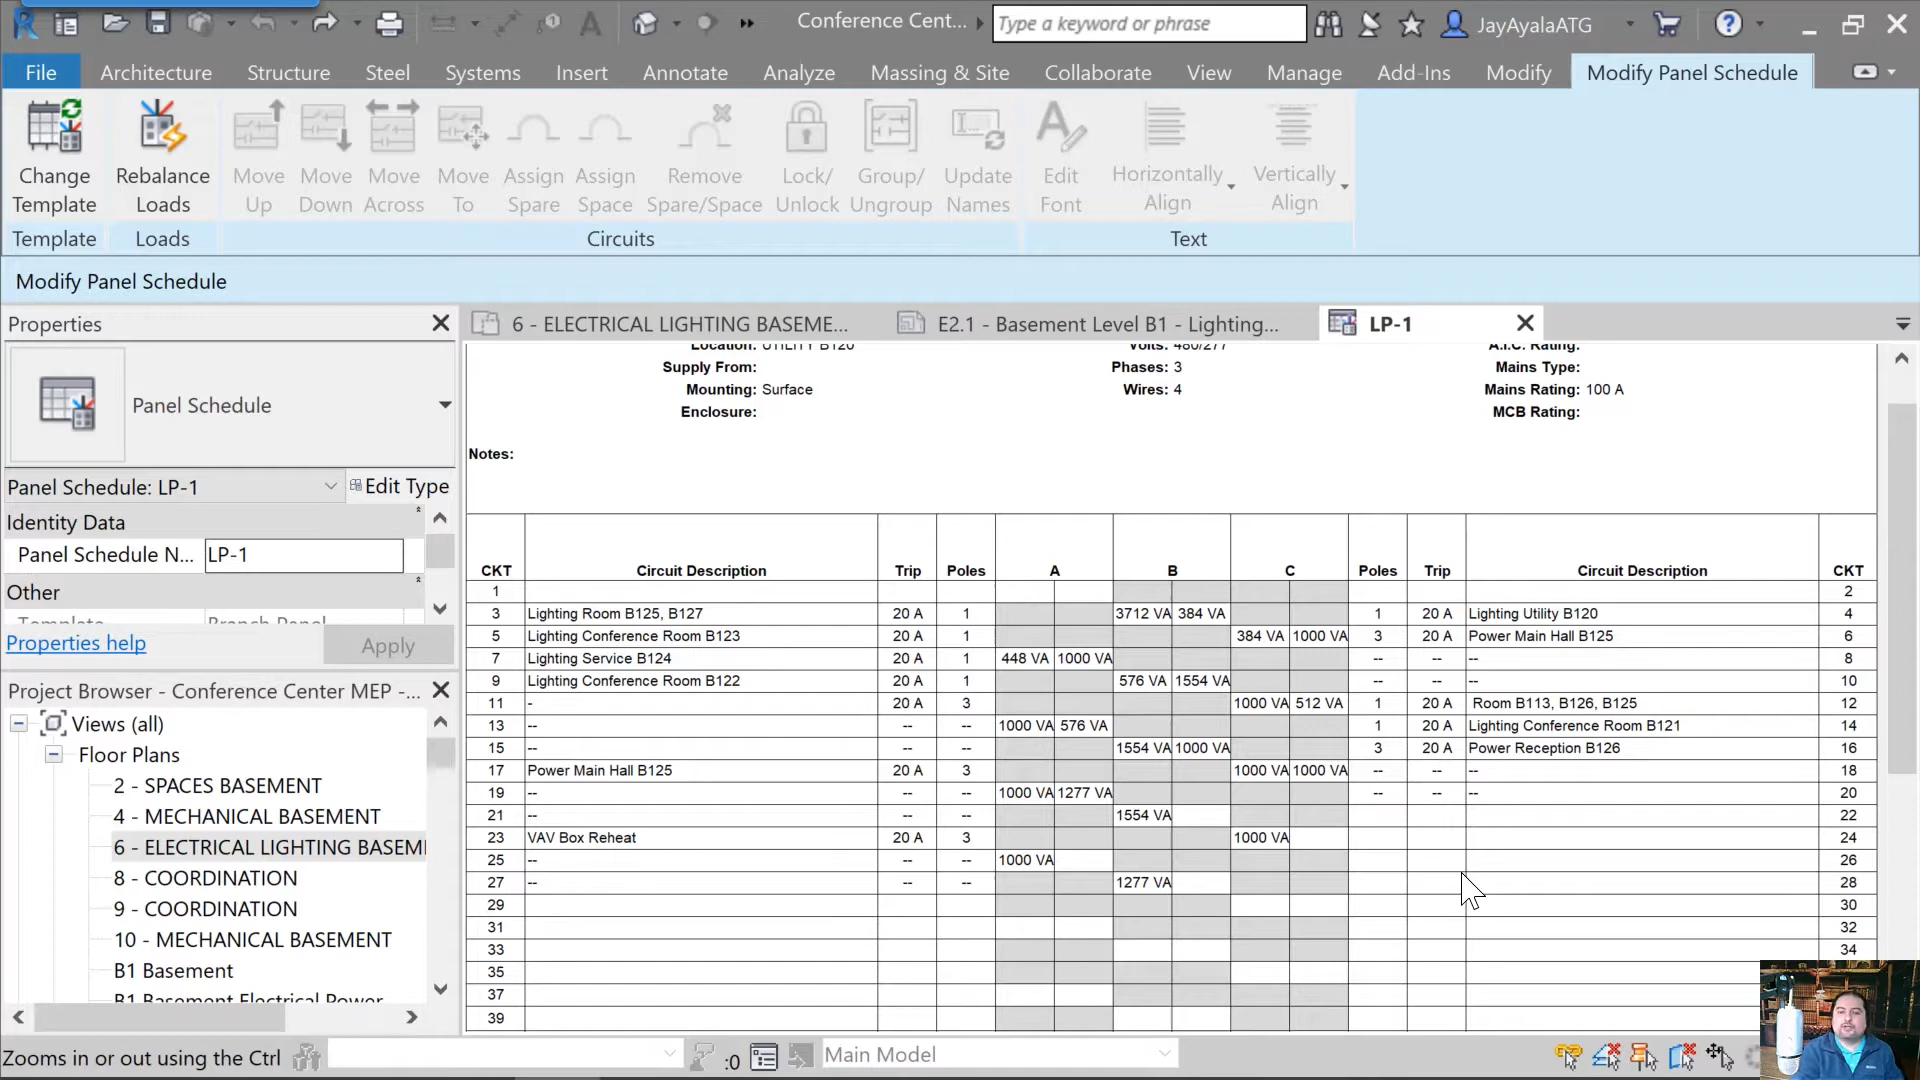 Conference Cent...
Type a keyword or phrase
JayAyalaATG
File
Architecture
Structure
Steel
Systems
Insert
Annotate
Analyze
Massing & Site
Collaborate
View
Manage
Add-Ins
Modify
Modify Panel Schedule
Change Template
Rebalance Loads
Move Up
Move Down
Move Across
Move To
Assign Spare
Assign Space
Remove Spare/Space
Lock/ Unlock
Group/ Ungroup
Update Names
Edit Font
Horizontally Align
Vertically Align
Template
Loads
Circuits
Text
Modify Panel Schedule
Properties
6 - ELECTRICAL LIGHTING BASEME...
E2.1 - Basement Level B1 - Lighting...
LP-1
Panel Schedule
Panel Schedule: LP-1
Edit Type
Identity Data
Panel Schedule N... LP-1
Other
Template Branch Panel
Properties help
Apply
Project Browser - Conference Center MEP -...
Views (all)
Floor Plans
2 - SPACES BASEMENT
4 - MECHANICAL BASEMENT
6 - ELECTRICAL LIGHTING BASEM
8 - COORDINATION
9 - COORDINATION
10 - MECHANICAL BASEMENT
B1 Basement
B1 Basement Electrical Power
Location: UTILITY B120 Volts: 480/277 A.I.C. Rating:
Supply From: Phases: 3 Mains Type:
Mounting: Surface Wires: 4 Mains Rating: 100 A
Enclosure: MCB Rating:
Notes:
CKT Circuit Description Trip Poles A B C Poles Trip Circuit Description CKT
1 2
3 Lighting Room B125, B127 20 A 1 3712 VA 384 VA 1 20 A Lighting Utility B120 4
5 Lighting Conference Room B123 20 A 1 384 VA 1000 VA 3 20 A Power Main Hall B125 6
7 Lighting Service B124 20 A 1 448 VA 1000 VA -- -- -- 8
9 Lighting Conference Room B122 20 A 1 576 VA 1554 VA -- -- -- 10
11 - 20 A 3 1000 VA 512 VA 1 20 A Room B113, B126, B125 12
13 -- -- -- 1000 VA 576 VA 1 20 A Lighting Conference Room B121 14
15 -- -- -- 1554 VA 1000 VA 3 20 A Power Reception B126 16
17 Power Main Hall B125 20 A 3 1000 VA 1000 VA -- -- -- 18
19 -- -- -- 1000 VA 1277 VA -- -- -- 20
21 -- -- -- 1554 VA 22
23 VAV Box Reheat 20 A 3 1000 VA 24
25 -- -- -- 1000 VA 26
27 -- -- -- 1277 VA 28
29 30
31 32
33 34
35
37
39
Zooms in or out using the Ctrl
:0
Main Model